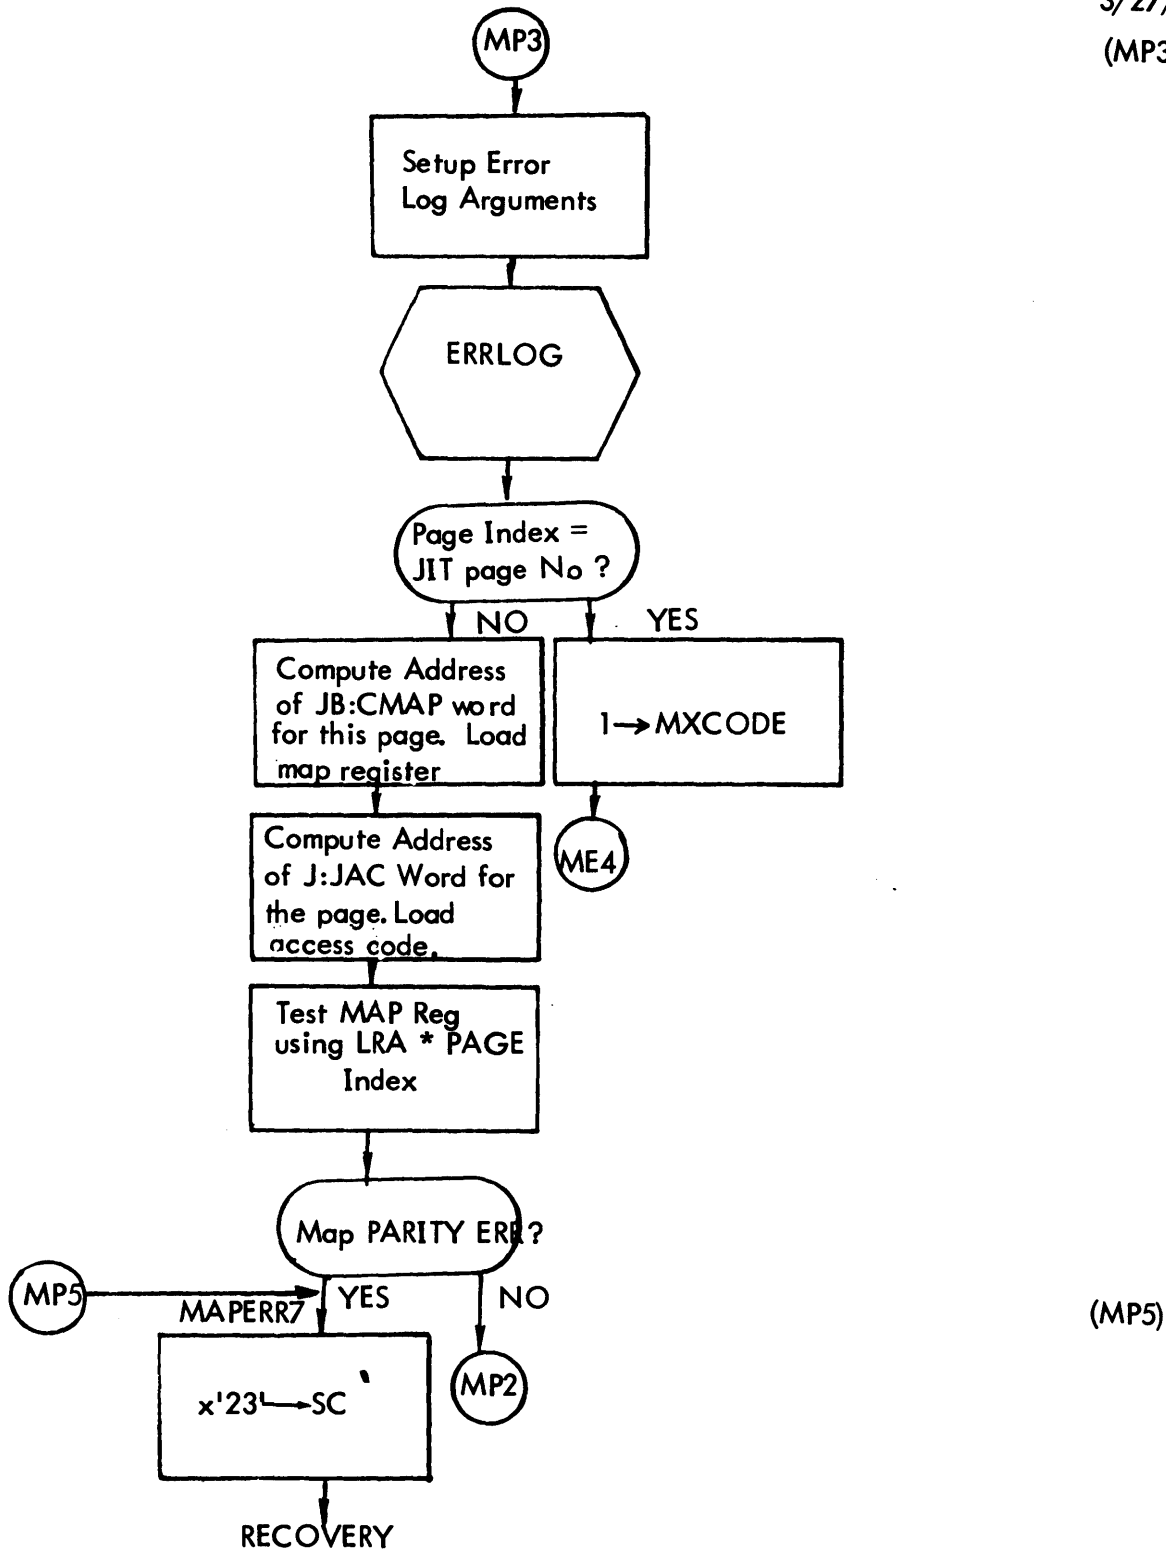 3/27/
MP3
(MP3
Setup Error
Log Arguments
ERRLOG
Page Index =
JIT page No ?
NO
YES
Compute Address
of JB:CMAP word
for this page. Load
map register
1→MXCODE
Compute Address
of J:JAC Word for
the page. Load
access code.
ME4
Test MAP Reg
using LRA * PAGE
Index
Map PARITY ERR?
MP5
MAPERR7
YES
NO
(MP5)
x'23'→SC
MP2
RECOVERY